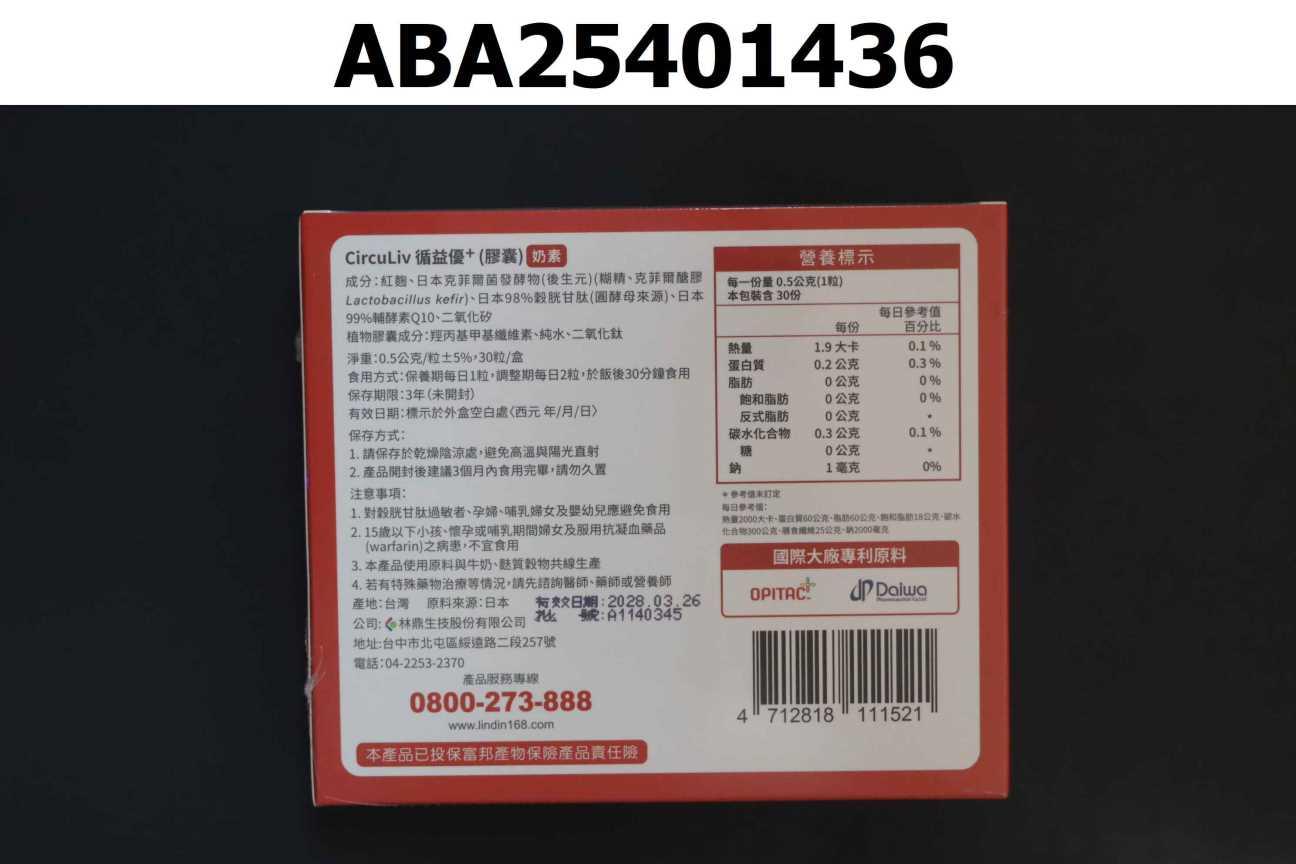 ABA25401436
CircuLiv 循益優⁺ (膠囊) 奶素
成分:紅麴、日本克菲爾菌發酵物(後生元)(糊精、克菲爾醣膠
Lactobacillus kefir)、日本98%穀胱甘肽(圓酵母來源)、日本
99%輔酵素Q10、二氧化矽
植物膠囊成分:羥丙基甲基纖維素、純水、二氧化鈦
淨重:0.5公克/粒±5%,30粒/盒
食用方式:保養期每日1粒,調整期每日2粒,於飯後30分鐘食用
保存期限:3年(未開封)
有效日期:標示於外盒空白處〈西元 年/月/日〉
保存方式:
1. 請保存於乾燥陰涼處,避免高溫與陽光直射
2. 產品開封後建議3個月內食用完畢,請勿久置
注意事項:
1. 對穀胱甘肽過敏者、孕婦、哺乳婦女及嬰幼兒應避免食用
2. 15歲以下小孩、懷孕或哺乳期間婦女及服用抗凝血藥品
(warfarin)之病患,不宜食用
3. 本產品使用原料與牛奶、麩質穀物共線生產
4. 若有特殊藥物治療等情況,請先諮詢醫師、藥師或營養師
產地:台灣 原料來源:日本
有效日期:2028.03.26
批 號:A1140345
公司: 林鼎生技股份有限公司
地址:台中市北屯區綏遠路二段257號
電話:04-2253-2370
產品服務專線
0800-273-888
www.lindin168.com
本產品已投保富邦產物保險產品責任險
營養標示
每一份量 0.5公克(1粒)
本包裝含 30份
每份 每日參考值百分比
熱量 1.9 大卡 0.1 %
蛋白質 0.2 公克 0.3 %
脂肪 0 公克 0 %
飽和脂肪 0 公克 0 %
反式脂肪 0 公克 *
碳水化合物 0.3 公克 0.1 %
糖 0 公克 *
鈉 1 毫克 0%
* 參考值未訂定
每日參考值:
熱量2000大卡、蛋白質60公克、脂肪60公克、飽和脂肪18公克、碳水
化合物300公克、膳食纖維25公克、鈉2000毫克
國際大廠專利原料
OPITAC™
Daiwa
Pharmaceutical Co.,Ltd.
4 712818 111521